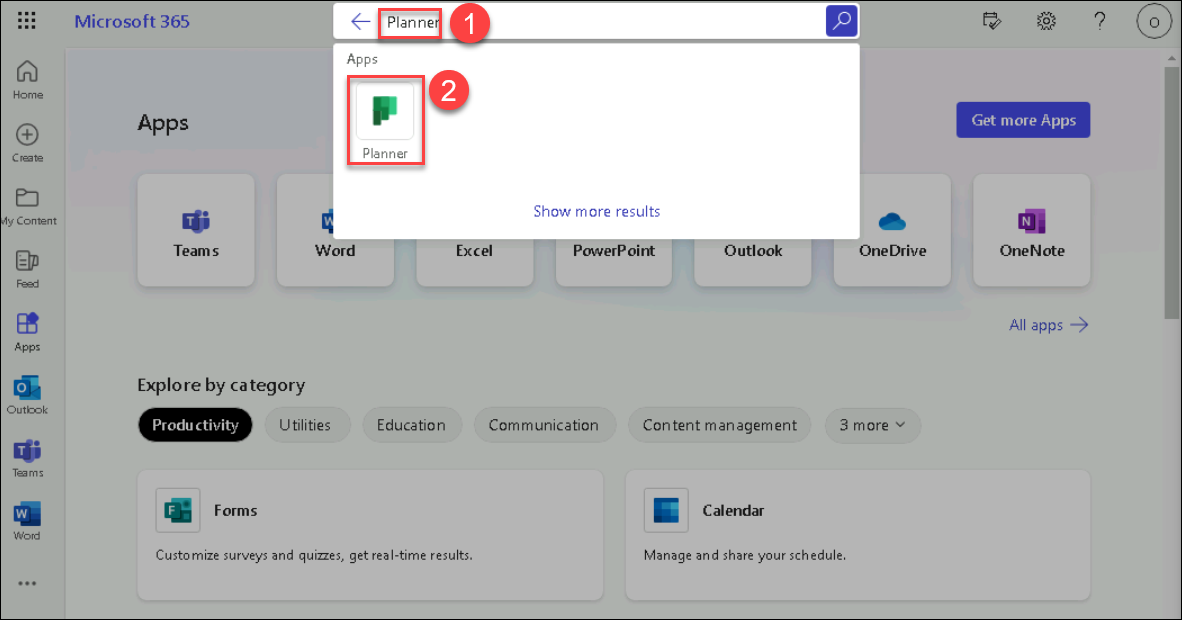 Microsoft 365
Planner
1
O
Apps
2
Planner
Show more results
Home
Create
My Content
Feed
Apps
Outlook
Teams
Word
Apps
Get more Apps
Teams
Word
Excel
PowerPoint
Outlook
OneDrive
OneNote
All apps
Explore by category
Productivity
Utilities
Education
Communication
Content management
3 more
Forms
Customize surveys and quizzes, get real-time results.
Calendar
Manage and share your schedule.